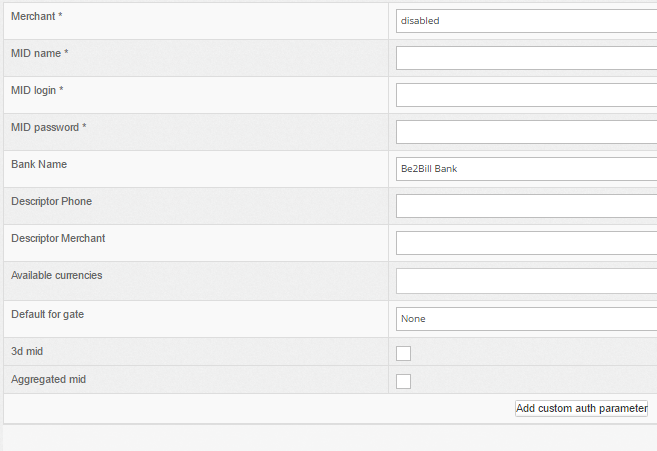 Merchant * disabled
MID name *
MID login *
MID password *
Bank Name Be2Bill Bank
Descriptor Phone
Descriptor Merchant
Available currencies
Default for gate None
3d mid
Aggregated mid
Add custom auth parameter